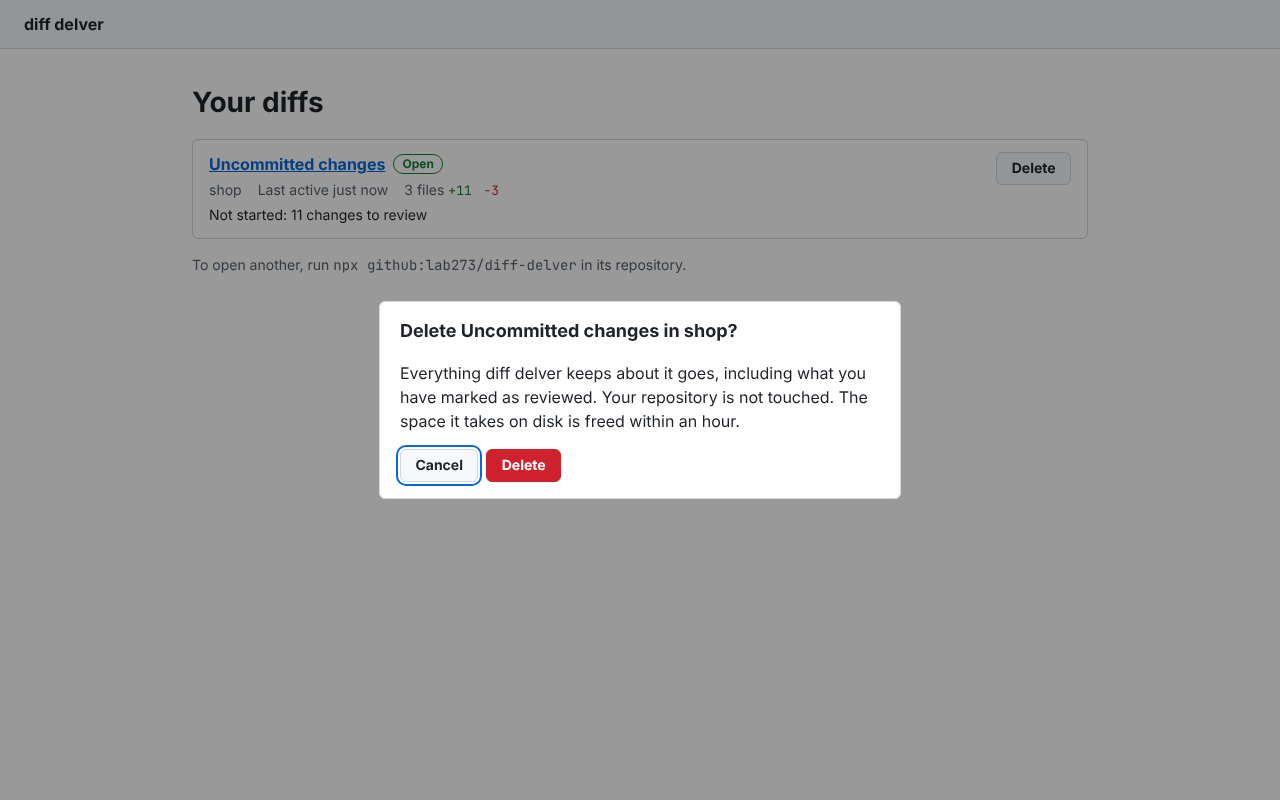 diff delver
Your diffs
Uncommitted changes Open
Delete
shop Last active just now 3 files +11 -3
Not started: 11 changes to review
To open another, run npx github:lab273/diff-delver in its repository.
Delete Uncommitted changes in shop?
Everything diff delver keeps about it goes, including what you
have marked as reviewed. Your repository is not touched. The
space it takes on disk is freed within an hour.
Cancel Delete